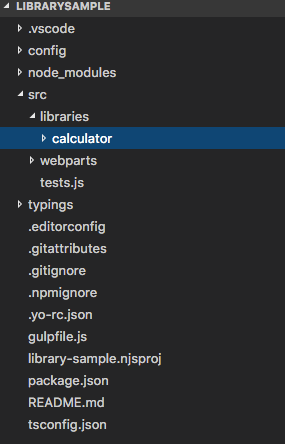 LIBRARYSAMPLE
.vscode
config
node_modules
src
libraries
calculator
webparts
tests.js
typings
.editorconfig
.gitattributes
.gitignore
.npmignore
.yo-rc.json
gulpfile.js
library-sample.njsproj
package.json
README.md
tsconfig.json